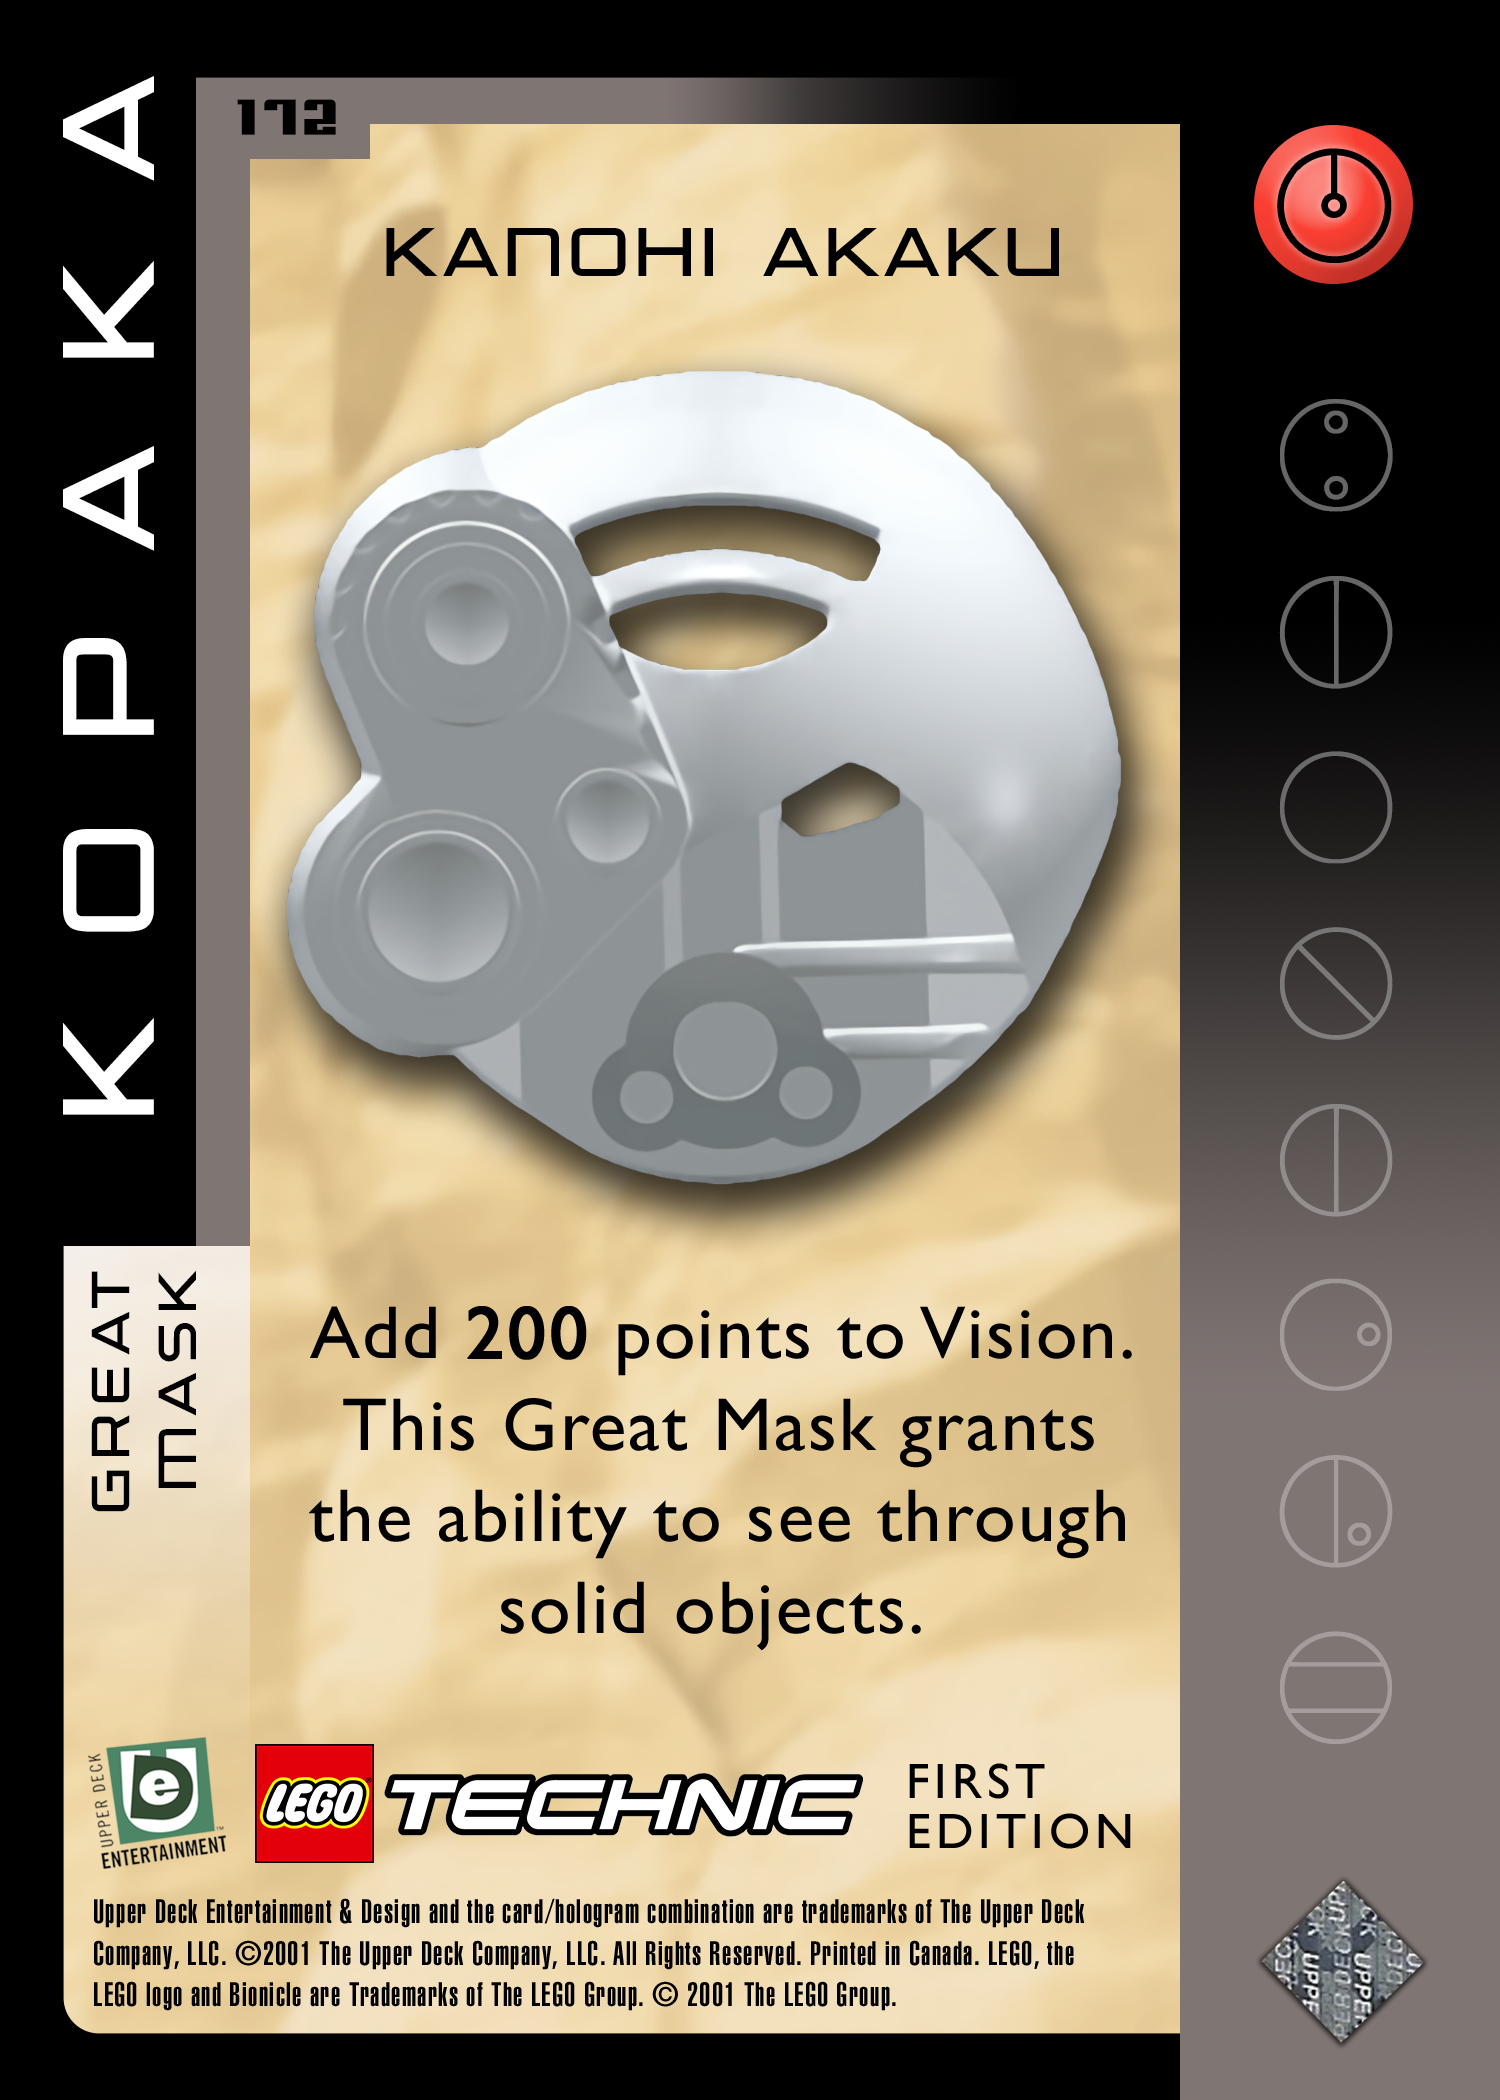 172
KOPAKA
KANOHI AKAKU
GREAT
MASK
Add 200 points to Vision.
This Great Mask grants
the ability to see through
solid objects.
UPPER DECK
UDe
ENTERTAINMENT
™
LEGO
TECHNIC
FIRST
EDITION
Upper Deck Entertainment & Design and the card/hologram combination are trademarks of The Upper Deck
Company, LLC. ©2001 The Upper Deck Company, LLC. All Rights Reserved. Printed in Canada. LEGO, the
LEGO logo and Bionicle are Trademarks of The LEGO Group. © 2001 The LEGO Group.